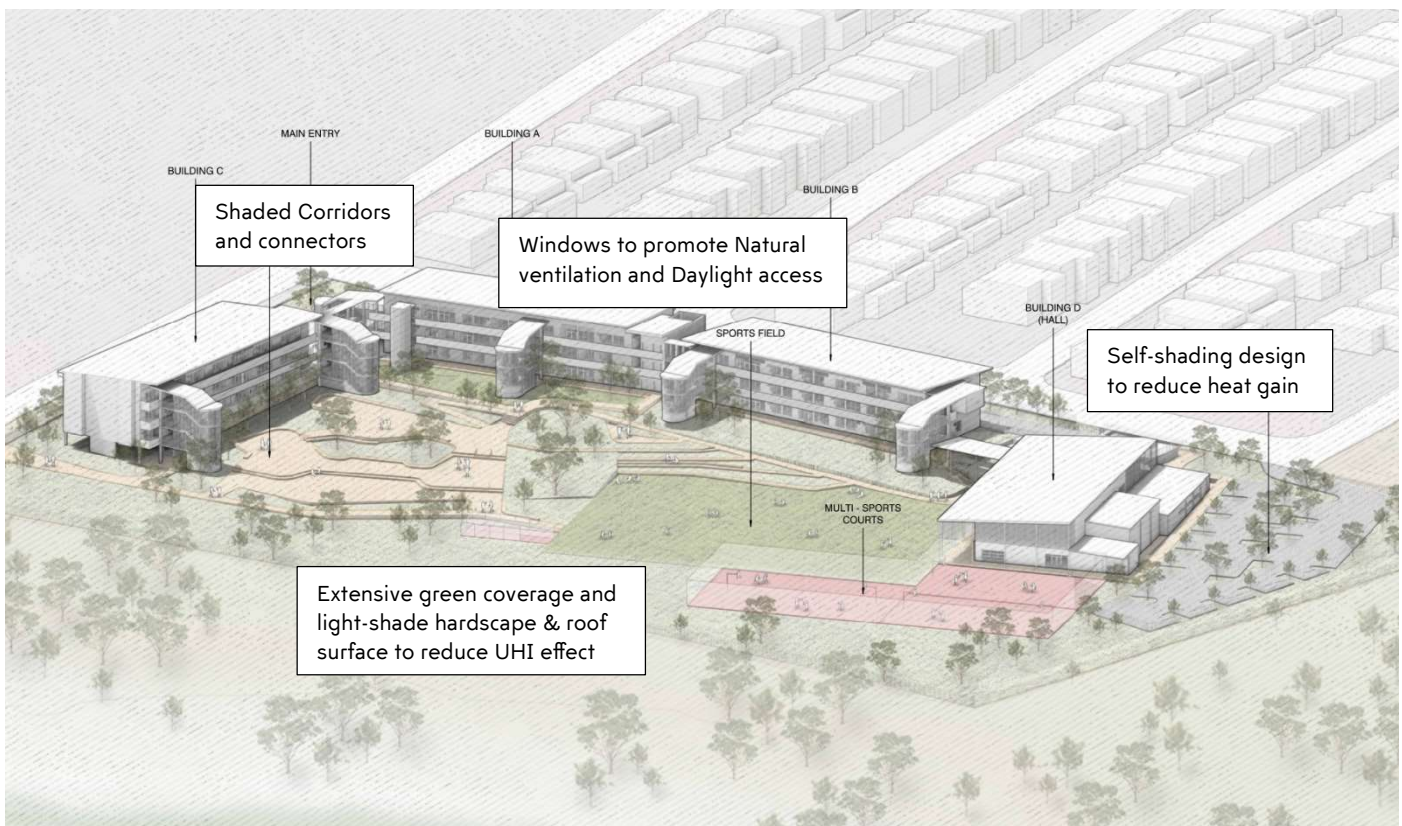 MAIN ENTRY
BUILDING A
BUILDING C
BUILDING B
Shaded Corridors
and connectors
Windows to promote Natural
ventilation and Daylight access
BUILDING D
(HALL)
SPORTS FIELD
Self-shading design
to reduce heat gain
MULTI - SPORTS
COURTS
Extensive green coverage and
light-shade hardscape & roof
surface to reduce UHI effect